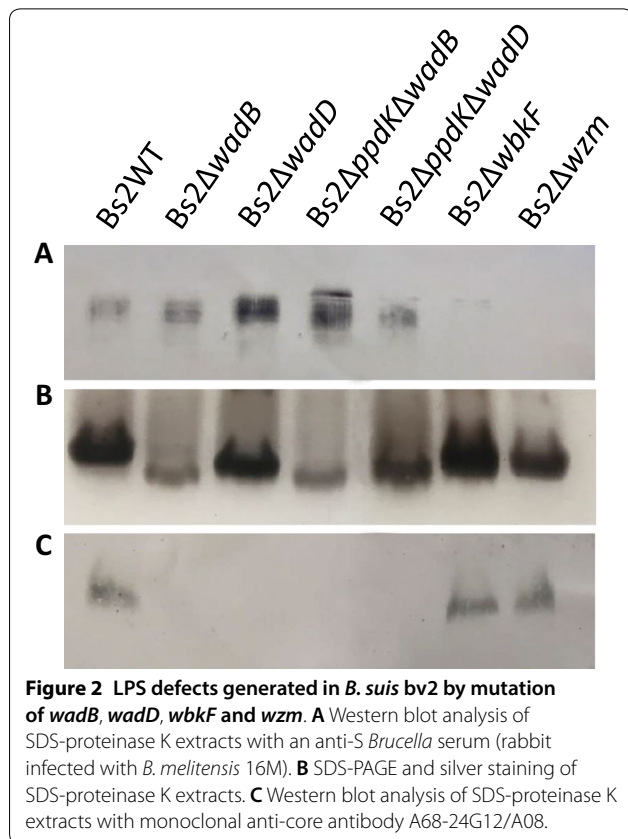 Bs2WT
Bs2ΔwadB
Bs2ΔwadD
Bs2ΔppdKΔwadB
Bs2ΔppdKΔwadD
Bs2ΔwbkF
Bs2Δwzm
A
B
C
Figure 2 LPS defects generated in B. suis bv2 by mutation
of wadB, wadD, wbkF and wzm. A Western blot analysis of
SDS-proteinase K extracts with an anti-S Brucella serum (rabbit
infected with B. melitensis 16M). B SDS-PAGE and silver staining of
SDS-proteinase K extracts. C Western blot analysis of SDS-proteinase K
extracts with monoclonal anti-core antibody A68-24G12/A08.